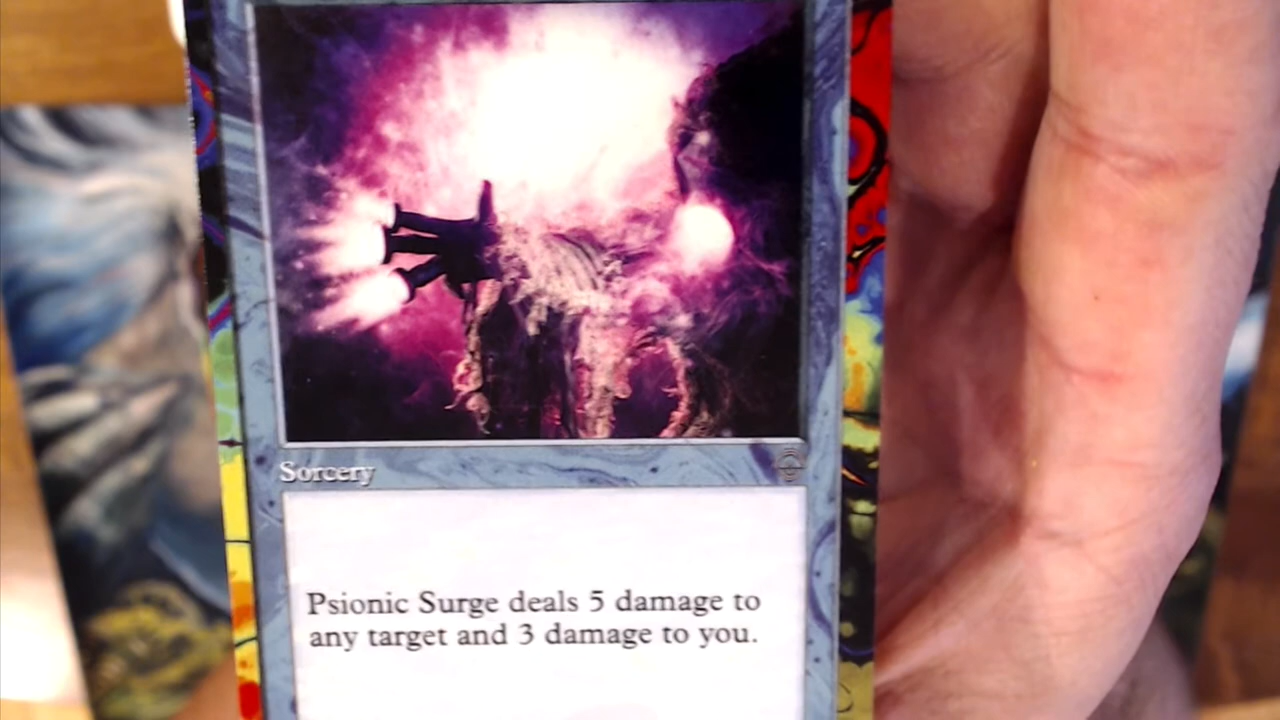 Sorcery
Psionic Surge deals 5 damage to
any target and 3 damage to you.